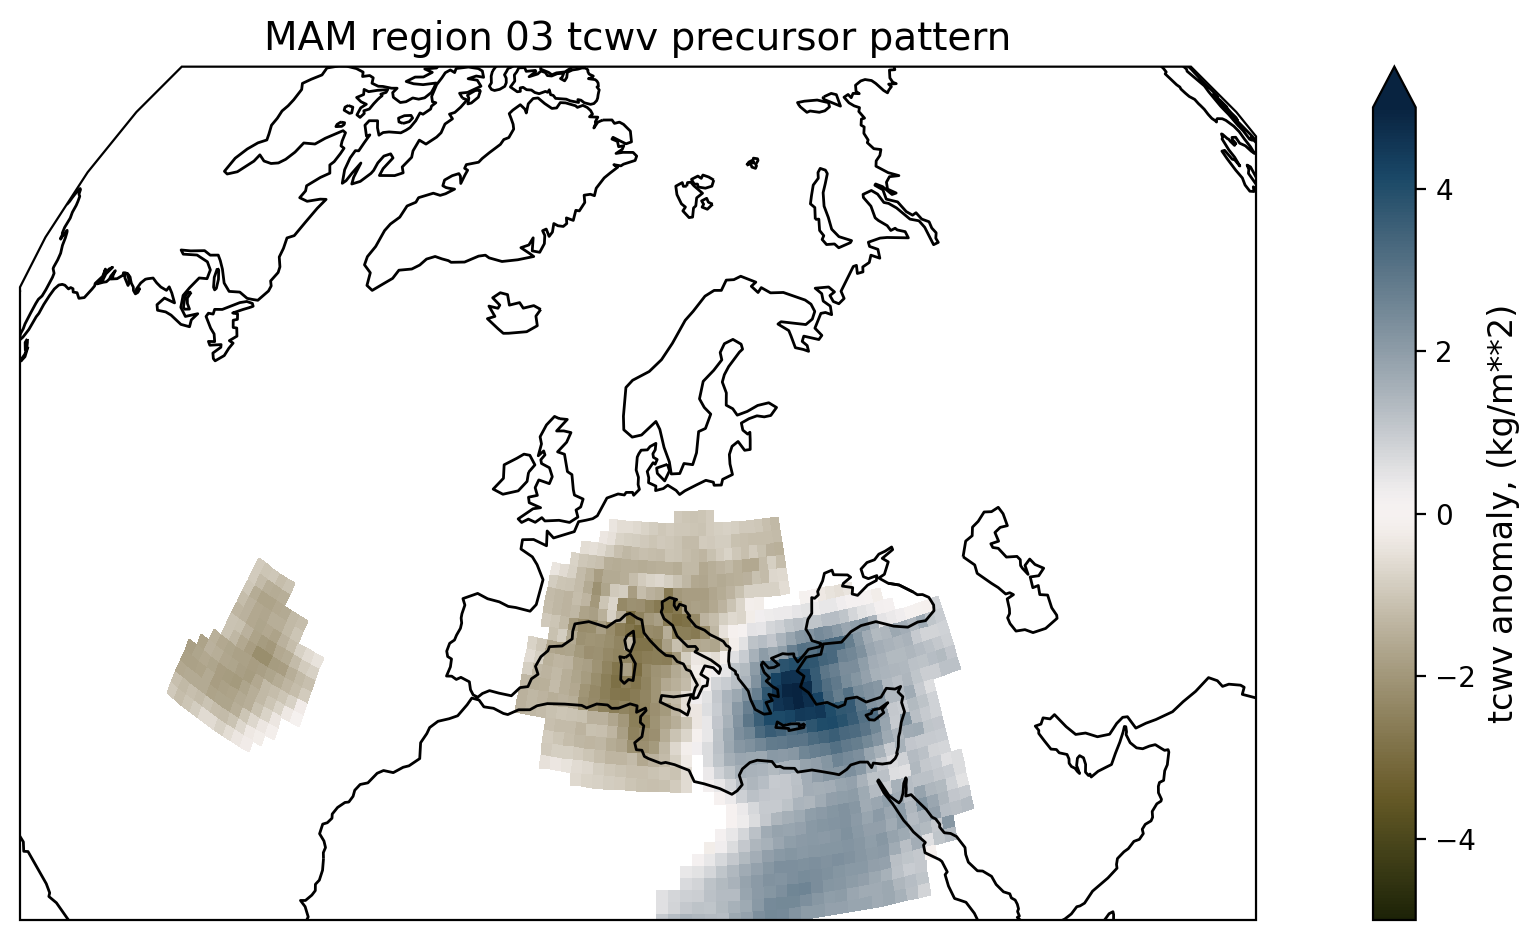 MAM region 03 tcwv precursor pattern
4
2
0
−2
−4
tcwv anomaly, (kg/m**2)